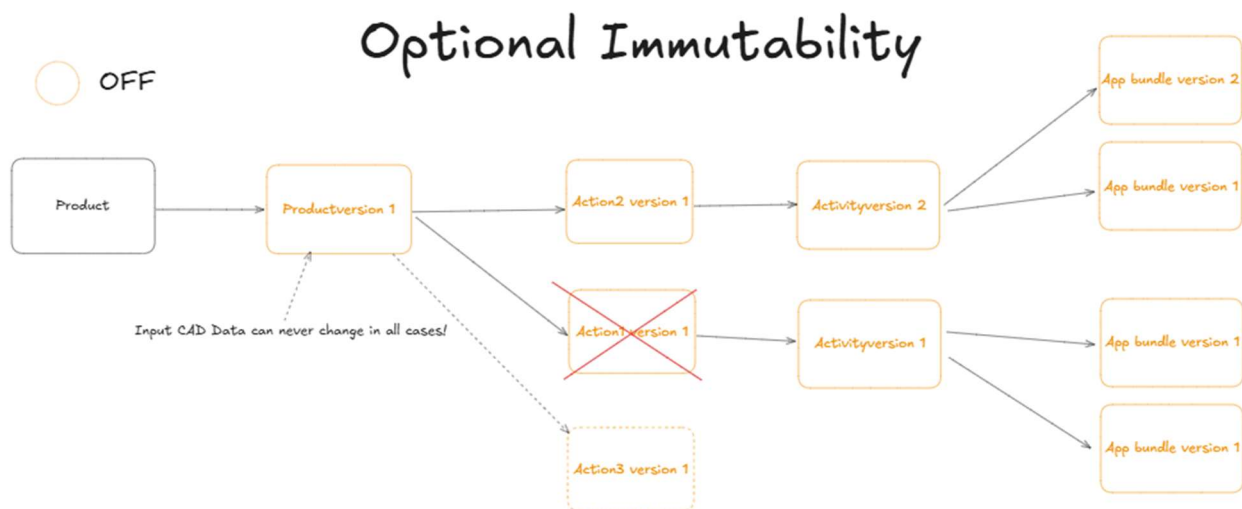 Optional Immutability
OFF
App bundle version 2
Product
Productversion 1
Action2 version 1
Activityversion 2
App bundle version 1
Input CAD Data can never change in all cases!
Action1 version 1
Activityversion 1
App bundle version 1
Action3 version 1
App bundle version 1